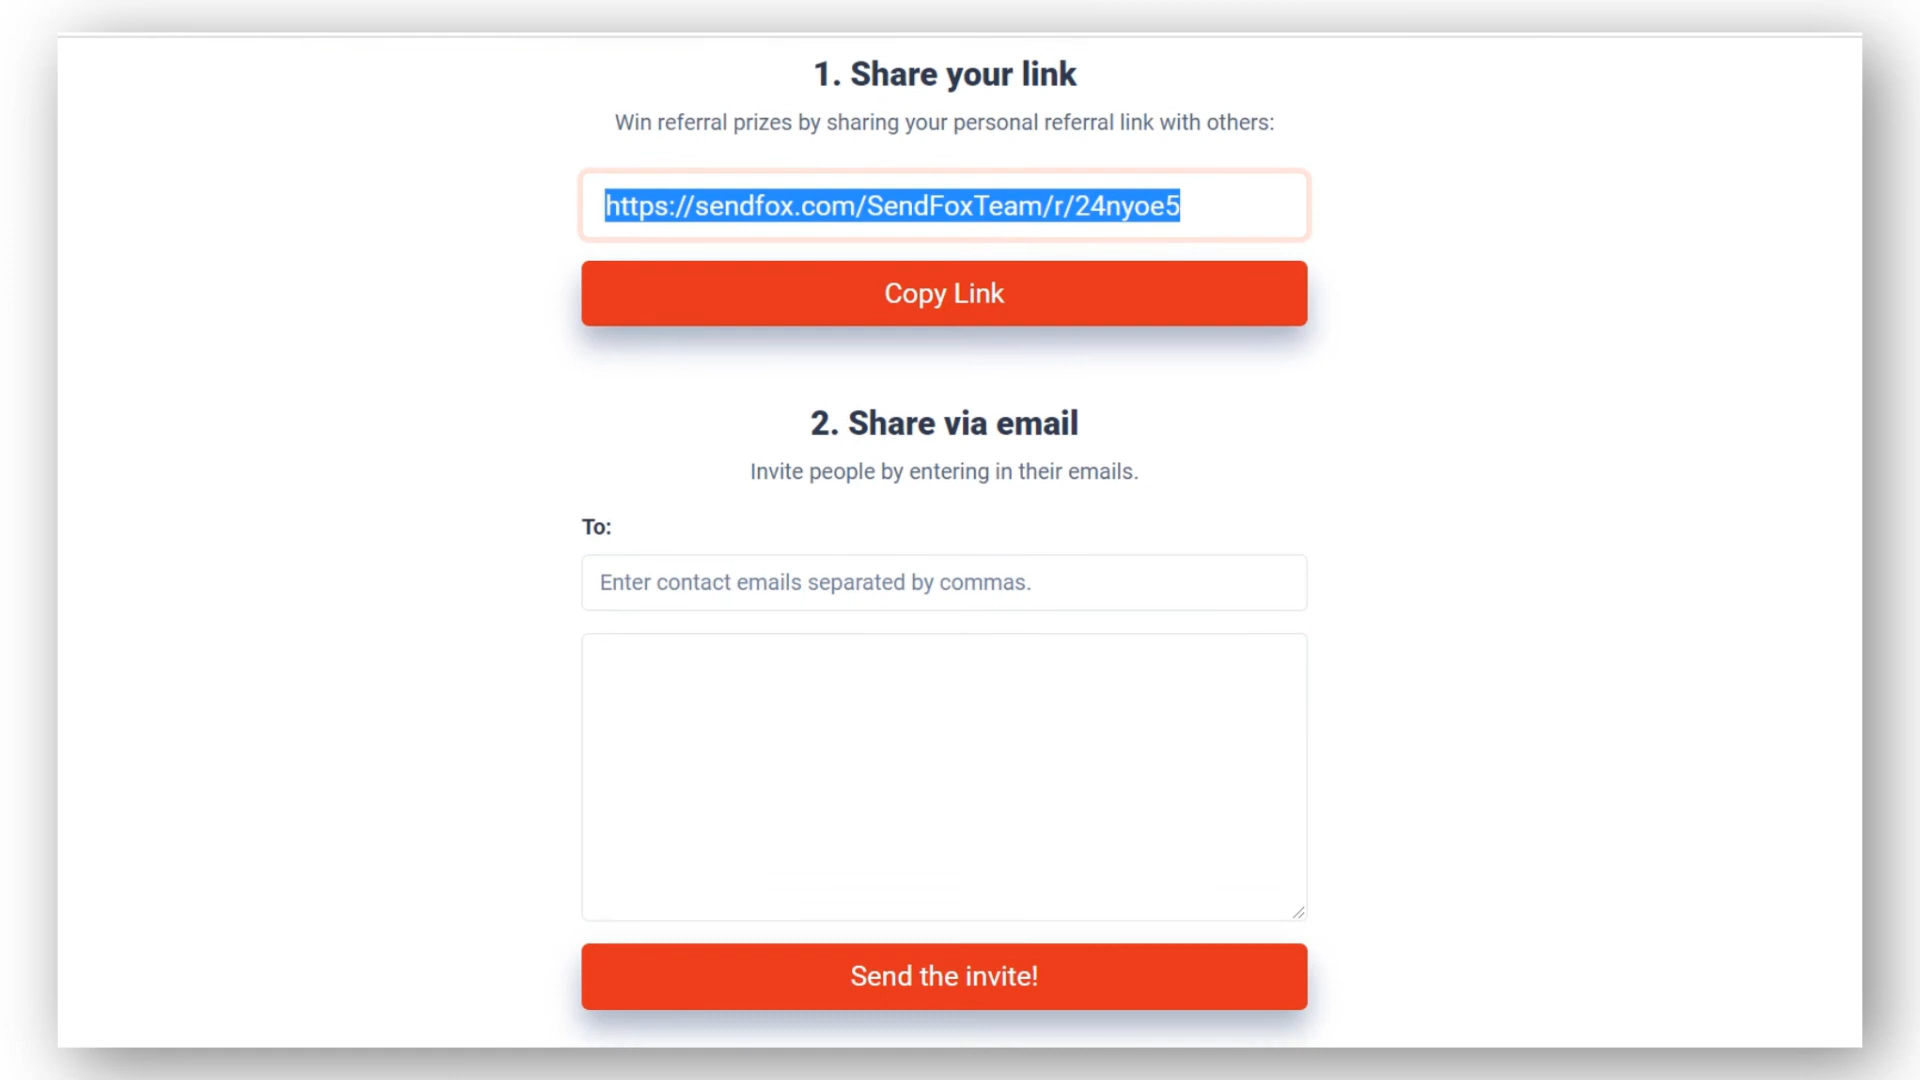 1. Share your link
Win referral prizes by sharing your personal referral link with others:
https://sendfox.com/SendFoxTeam/r/24nyoe5
Copy Link
2. Share via email
Invite people by entering in their emails.
To:
Enter contact emails separated by commas.
Send the invite!